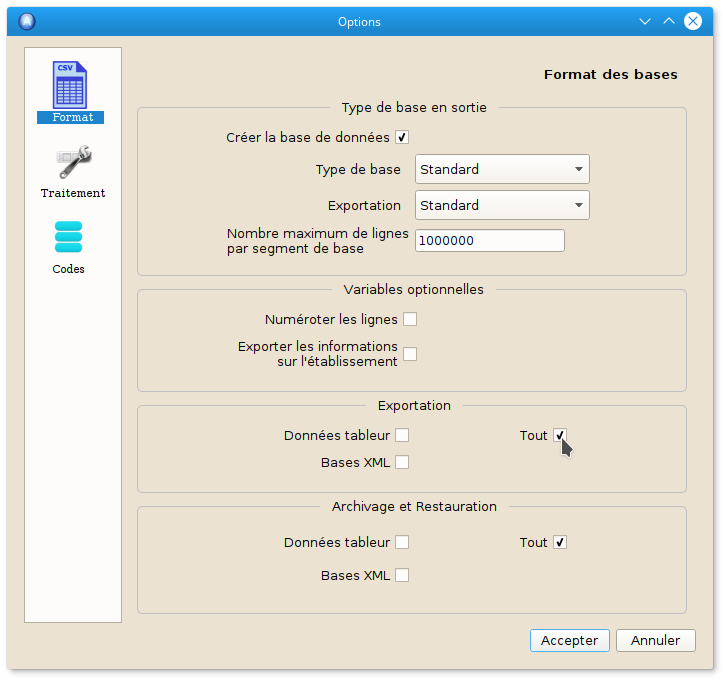 Options
CSV
Format
Traitement
Codes
Format des bases
Type de base en sortie
Créer la base de données
Type de base Standard
Exportation Standard
Nombre maximum de lignes
par segment de base 1000000
Variables optionnelles
Numéroter les lignes
Exporter les informations
sur l'établissement
Exportation
Données tableur Tout
Bases XML
Archivage et Restauration
Données tableur Tout
Bases XML
Accepter Annuler